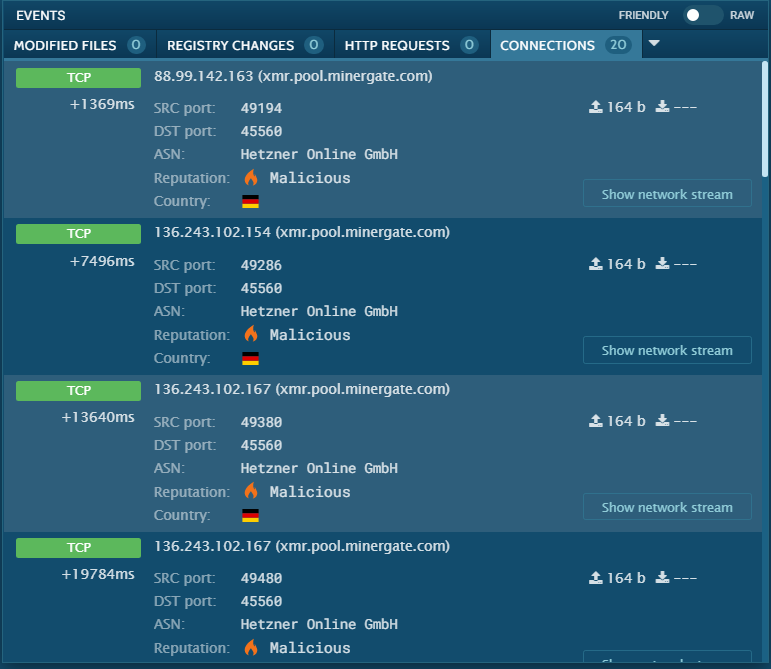 EVENTS FRIENDLY RAW
MODIFIED FILES 0 REGISTRY CHANGES 0 HTTP REQUESTS 0 CONNECTIONS 20
TCP 88.99.142.163 (xmr.pool.minergate.com)
+1369ms SRC port: 49194 164 b ---
DST port: 45560
ASN: Hetzner Online GmbH
Reputation: Malicious
Country: Show network stream
TCP 136.243.102.154 (xmr.pool.minergate.com)
+7496ms SRC port: 49286 164 b ---
DST port: 45560
ASN: Hetzner Online GmbH
Reputation: Malicious
Country: Show network stream
TCP 136.243.102.167 (xmr.pool.minergate.com)
+13640ms SRC port: 49380 164 b ---
DST port: 45560
ASN: Hetzner Online GmbH
Reputation: Malicious
Country: Show network stream
TCP 136.243.102.167 (xmr.pool.minergate.com)
+19784ms SRC port: 49480 164 b ---
DST port: 45560
ASN: Hetzner Online GmbH
Reputation: Malicious